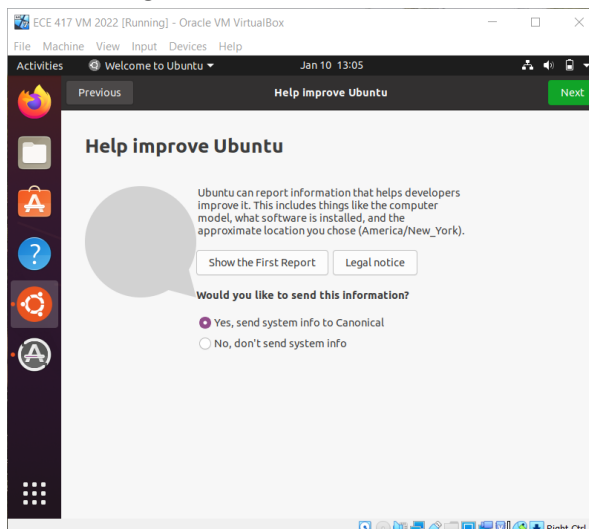 ECE 417 VM 2022 [Running] - Oracle VM VirtualBox
File Machine View Input Devices Help
Activities Welcome to Ubuntu Jan 10 13:05
Previous Help improve Ubuntu Next
Help improve Ubuntu
Ubuntu can report information that helps developers
improve it. This includes things like the computer
model, what software is installed, and the
approximate location you chose (America/New_York).
Show the First Report Legal notice
Would you like to send this information?
Yes, send system info to Canonical
No, don't send system info
Right Ctrl